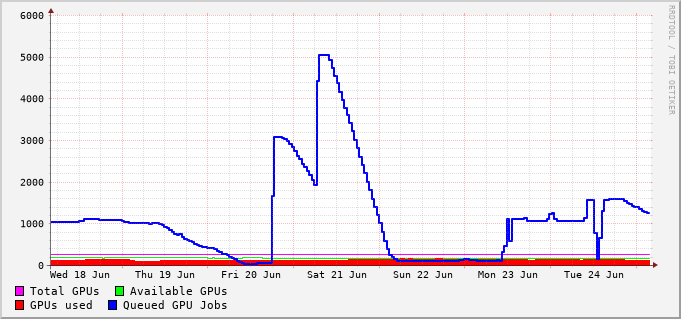 6000
5000
4000
3000
2000
1000
0
Wed 18 Jun Thu 19 Jun Fri 20 Jun Sat 21 Jun Sun 22 Jun Mon 23 Jun Tue 24 Jun
Total GPUs Available GPUs
GPUs used Queued GPU Jobs
RRDTOOL / TOBI OETIKER